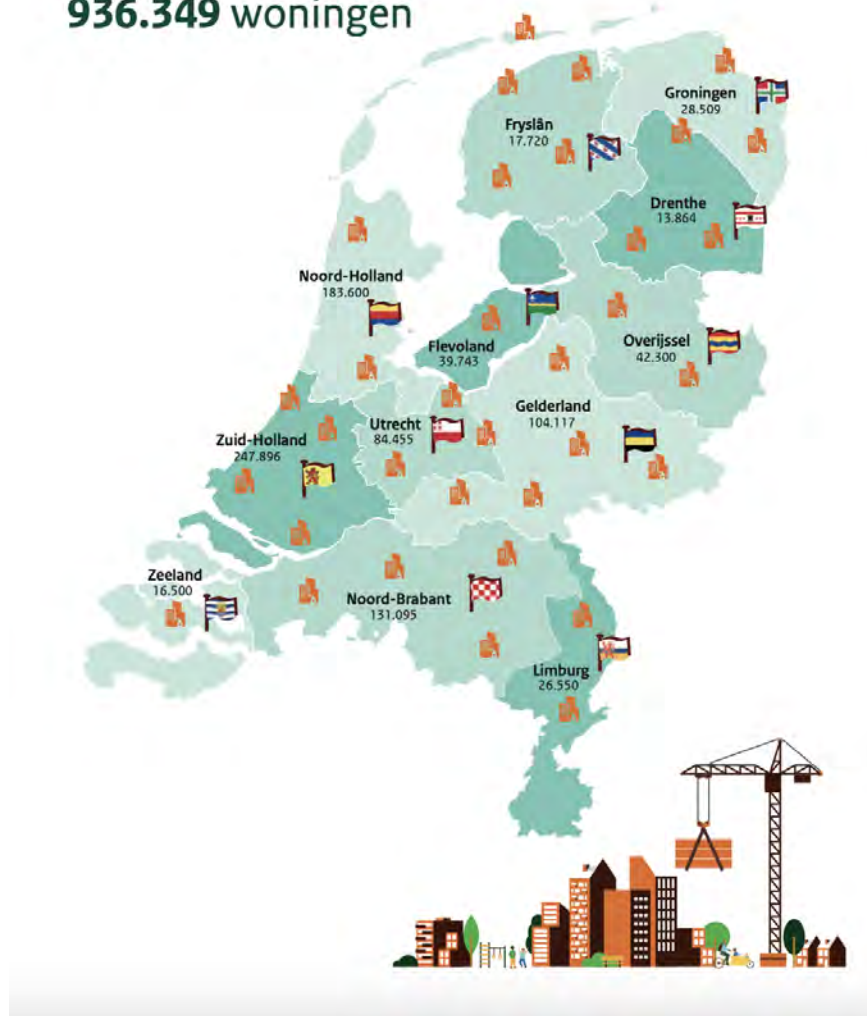 936.349 woningen
Groningen
28.509
Fryslân
17.720
Drenthe
13.864
Noord-Holland
183.600
Flevoland
39.743
Overijssel
42.300
Gelderland
104.117
Utrecht
84.455
Zuid-Holland
247.896
Zeeland
16.500
Noord-Brabant
131.095
Limburg
26.550